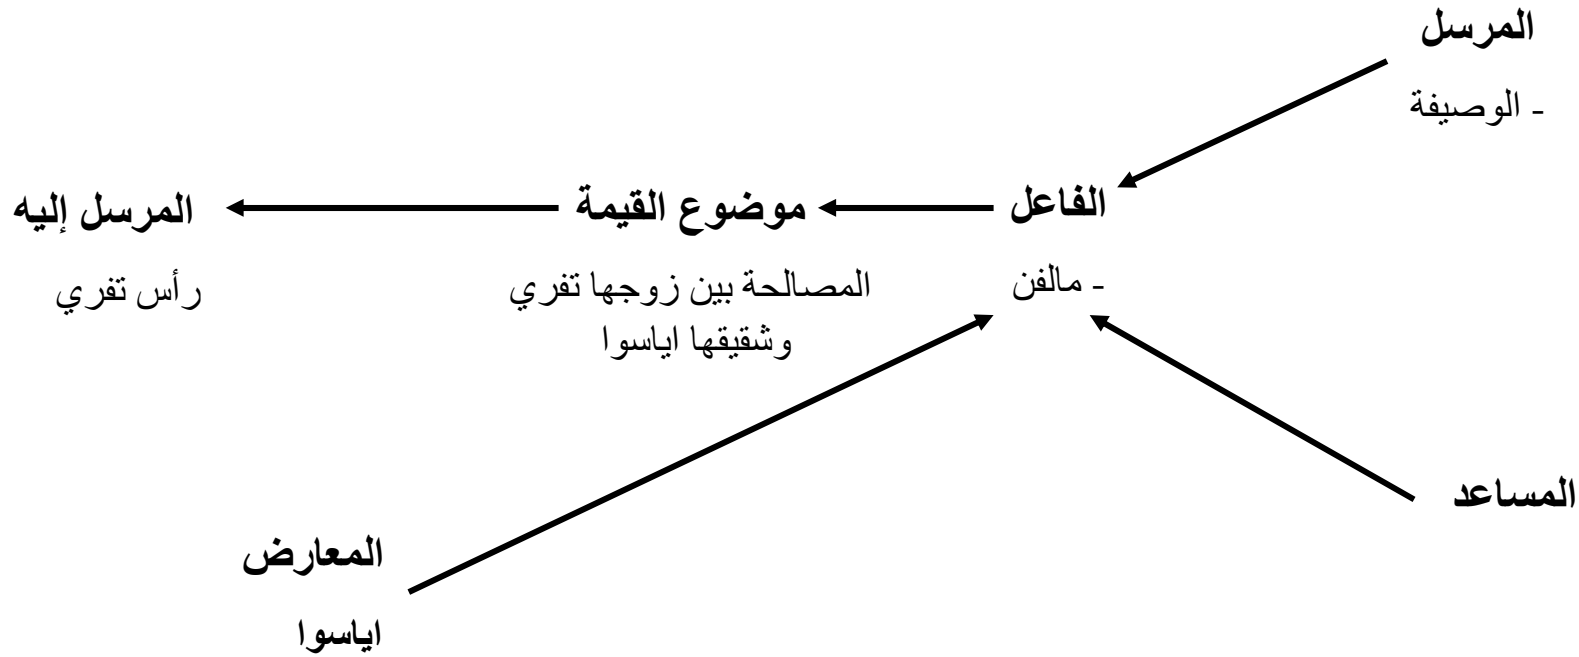 المرسل
- الوصيفة
الفاعل
- مالفن
موضوع القيمة
المصالحة بين زوجها تفري
وشقيقها اياسوا
المرسل إليه
رأس تفري
المساعد
المعارض
اياسوا